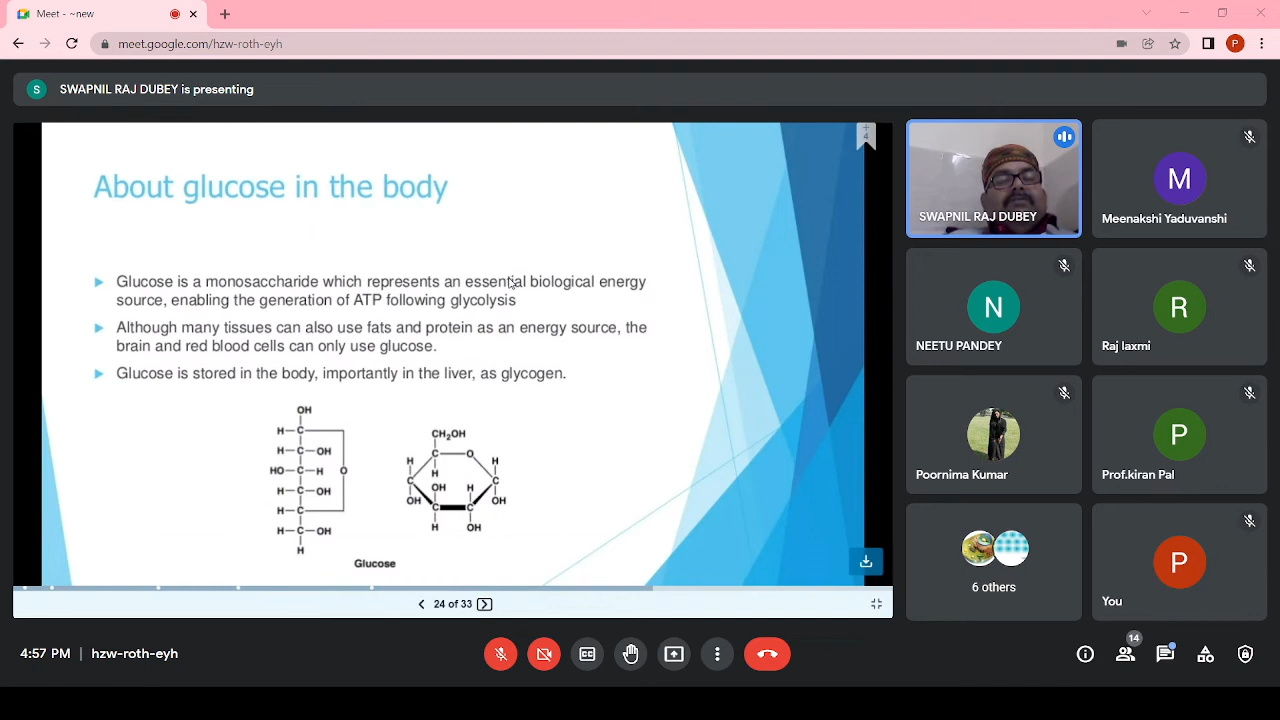 Meet - ~new
meet.google.com/hzw-roth-eyh
P
S
SWAPNIL RAJ DUBEY is presenting
+
4
About glucose in the body
Glucose is a monosaccharide which represents an essential biological energy
source, enabling the generation of ATP following glycolysis
Although many tissues can also use fats and protein as an energy source, the
brain and red blood cells can only use glucose.
Glucose is stored in the body, importantly in the liver, as glycogen.
OH
H–C
H–C–OH
HO–C–H O
H–C–OH
H–C
H–C–OH
H
CH₂OH
C O
H H H
C OH H C
OH C C OH
H OH
Glucose
24 of 33
SWAPNIL RAJ DUBEY
M
Meenakshi Yaduvanshi
N
NEETU PANDEY
R
Raj laxmi
Poornima Kumar
P
Prof.kiran Pal
6 others
P
You
4:57 PM | hzw-roth-eyh
CC
14